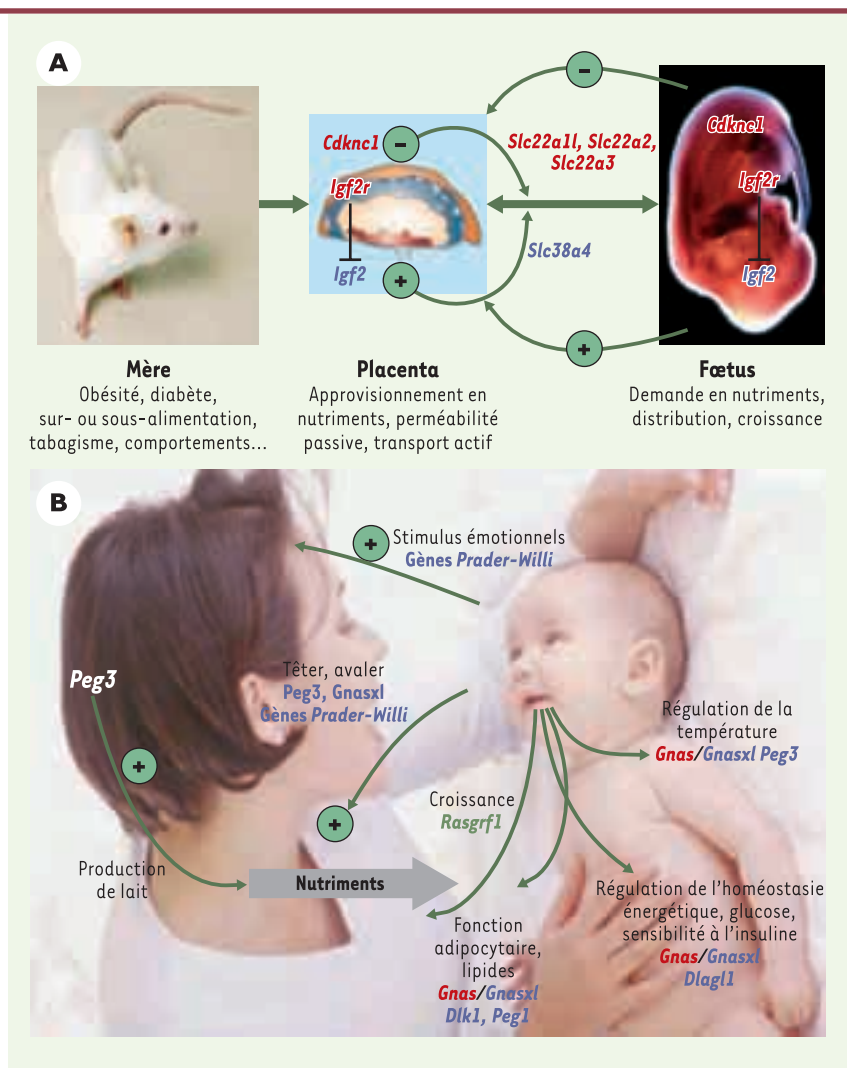 A
−
Cdknc1
−
Slc22a1l, Slc22a2,
Slc22a3
Igf2r
Igf2
+
Slc38a4
+
Cdknc1
Igf2r
Igf2
Mère
Obésité, diabète,
sur- ou sous-alimentation,
tabagisme, comportements...
Placenta
Approvisionnement en
nutriments, perméabilité
passive, transport actif
Fœtus
Demande en nutriments,
distribution, croissance
B
+
Stimulus émotionnels
Gènes Prader-Willi
Peg3
Têter, avaler
Peg3, Gnasxl
Gènes Prader-Willi
+
+
Régulation de la
température
Gnas/Gnasxl Peg3
Croissance
Rasgrf1
Production
de lait
Nutriments
Fonction
adipocytaire,
lipides
Gnas/Gnasxl
Dlk1, Peg1
Régulation de l'homéostasie
énergétique, glucose,
sensibilité à l'insuline
Gnas/Gnasxl
Dlagl1